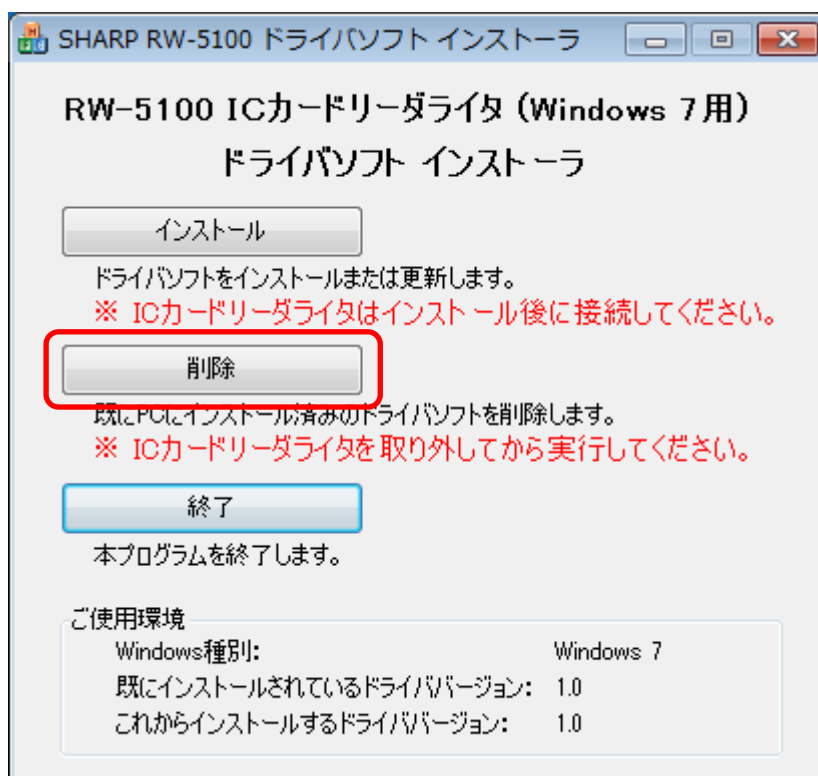 SHARP RW-5100 ドライバソフト インストーラ
RW-5100 ICカードリーダライタ (Windows 7用)
ドライバソフト インストーラ
インストール
ドライバソフトをインストールまたは更新します。
※ ICカードリーダライタはインストール後に接続してください。
削除
既にPCにインストール済みのドライバソフトを削除します。
※ ICカードリーダライタを取り外してから実行してください。
終了
本プログラムを終了します。
ご使用環境
Windows種別: Windows 7
既にインストールされているドライババージョン: 1.0
これからインストールするドライババージョン: 1.0